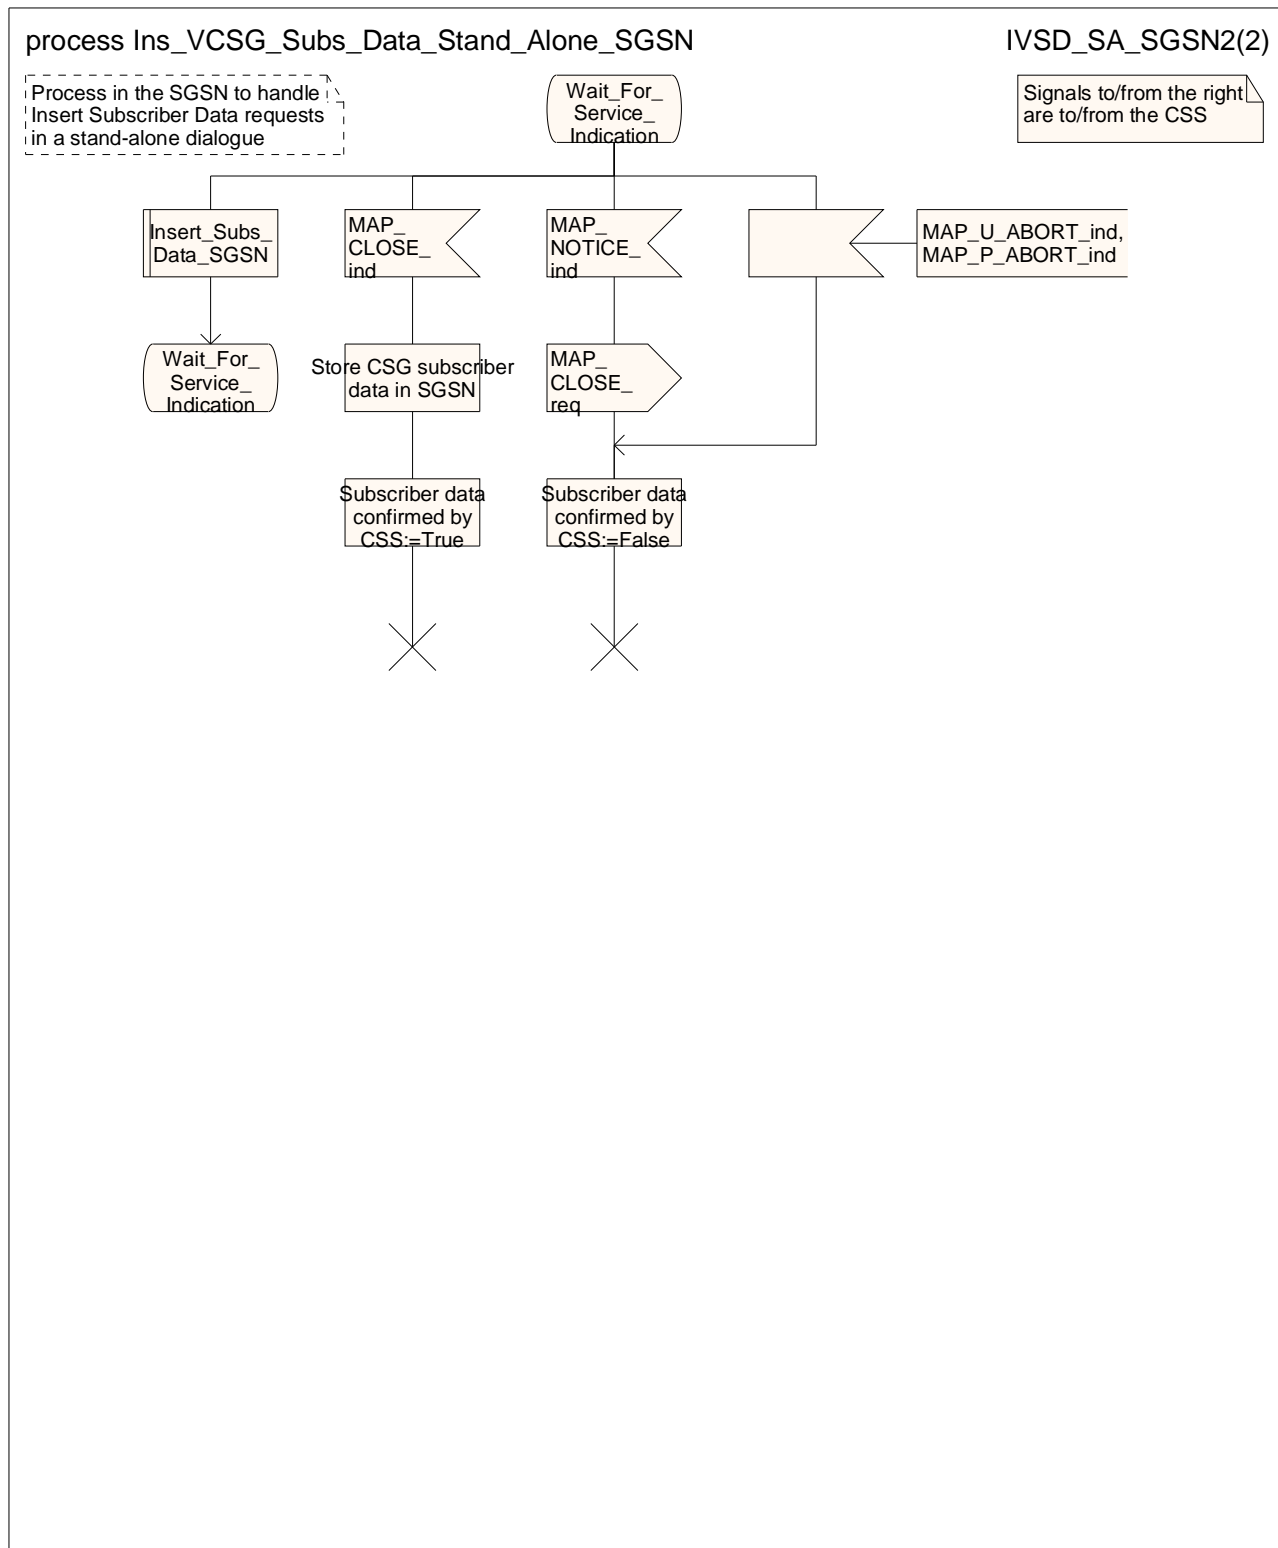 process Ins_VCSG_Subs_Data_Stand_Alone_SGSN
IVSD_SA_SGSN2(2)
Process in the SGSN to handle
Insert Subscriber Data requests
in a stand-alone dialogue
Wait_For_
Service_
Indication
Signals to/from the right
are to/from the CSS
Insert_Subs_
Data_SGSN
MAP_
CLOSE_
ind
MAP_
NOTICE_
ind
MAP_U_ABORT_ind,
MAP_P_ABORT_ind
Wait_For_
Service_
Indication
Store CSG subscriber
data in SGSN
MAP_
CLOSE_
req
Subscriber data
confirmed by
CSS:=True
Subscriber data
confirmed by
CSS:=False